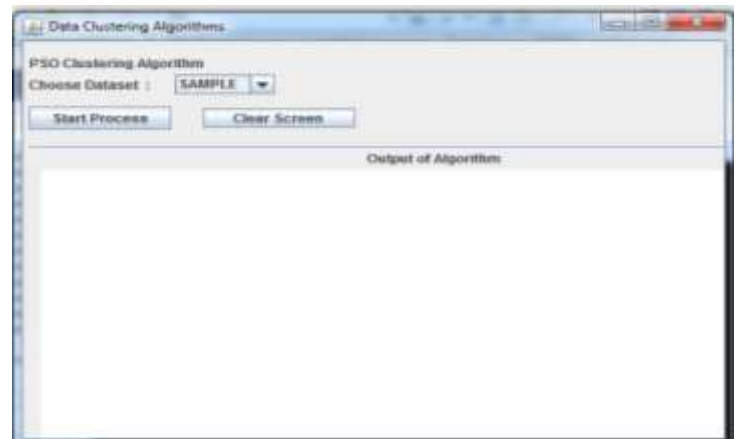 Data Clustering Algorithms
PSO Clustering Algorithm
Choose Dataset : SAMPLE
Start Process Clear Screen
Output of Algorithm